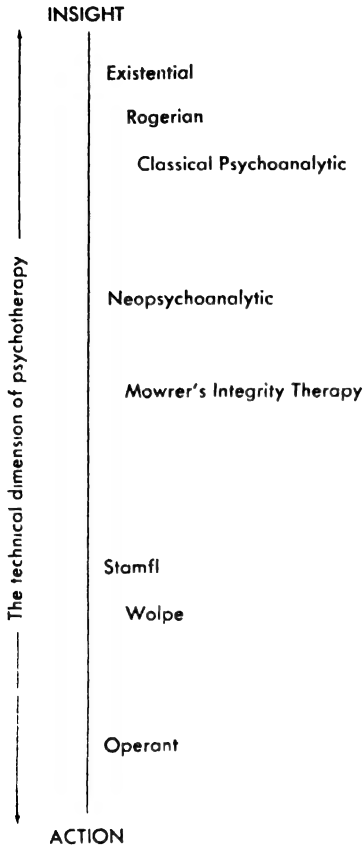 INSIGHT
Existential
Rogerian
Classical Psychoanalytic
The technical dimension of psychotherapy
Neopsychoanalytic
Mowrer's Integrity Therapy
Stamfl
Wolpe
Operant
ACTION